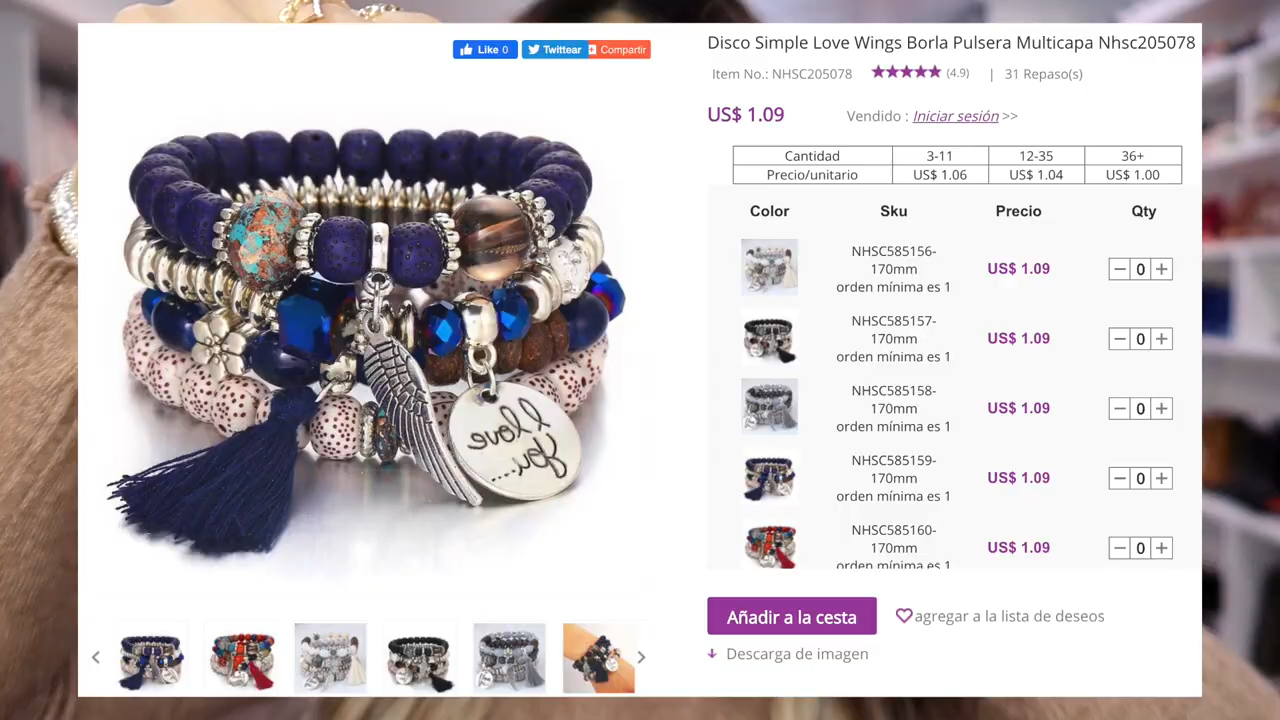 Like 0
Twittear
Compartir
Disco Simple Love Wings Borla Pulsera Multicapa Nhsc205078
Item No.: NHSC205078 (4.9) | 31 Repaso(s)
US$ 1.09 Vendido : Iniciar sesión >>
Cantidad 3-11 12-35 36+
Precio/unitario US$ 1.06 US$ 1.04 US$ 1.00
Color Sku Precio Qty
NHSC585156-
170mm
orden mínima es 1
US$ 1.09
0
NHSC585157-
170mm
orden mínima es 1
US$ 1.09
0
NHSC585158-
170mm
orden mínima es 1
US$ 1.09
0
NHSC585159-
170mm
orden mínima es 1
US$ 1.09
0
NHSC585160-
170mm
orden mínima es 1
US$ 1.09
0
I love
you....
Añadir a la cesta
agregar a la lista de deseos
Descarga de imagen